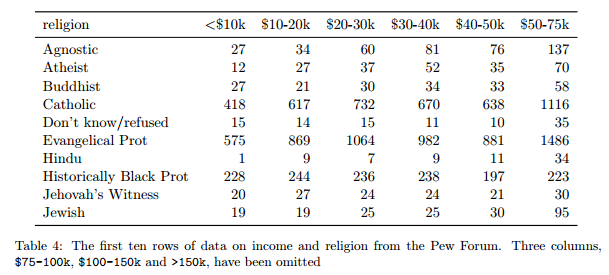 religion <$10k $10-20k $20-30k $30-40k $40-50k $50-75k
Agnostic 27 34 60 81 76 137
Atheist 12 27 37 52 35 70
Buddhist 27 21 30 34 33 58
Catholic 418 617 732 670 638 1116
Don't know/refused 15 14 15 11 10 35
Evangelical Prot 575 869 1064 982 881 1486
Hindu 1 9 7 9 11 34
Historically Black Prot 228 244 236 238 197 223
Jehovah's Witness 20 27 24 24 21 30
Jewish 19 19 25 25 30 95
Table 4: The first ten rows of data on income and religion from the Pew Forum. Three columns,
$75-100k, $100-150k and >150k, have been omitted